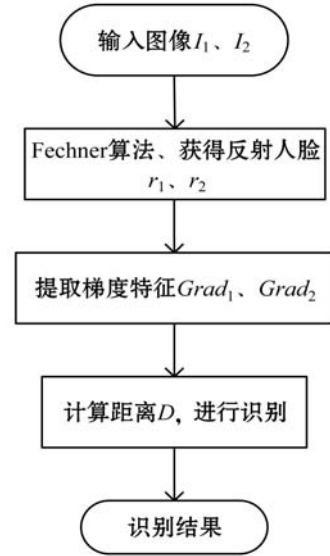 输入图像I₁、I₂
Fechner算法、获得反射人脸
r₁、r₂
提取梯度特征Grad₁、Grad₂
计算距离D，进行识别
识别结果